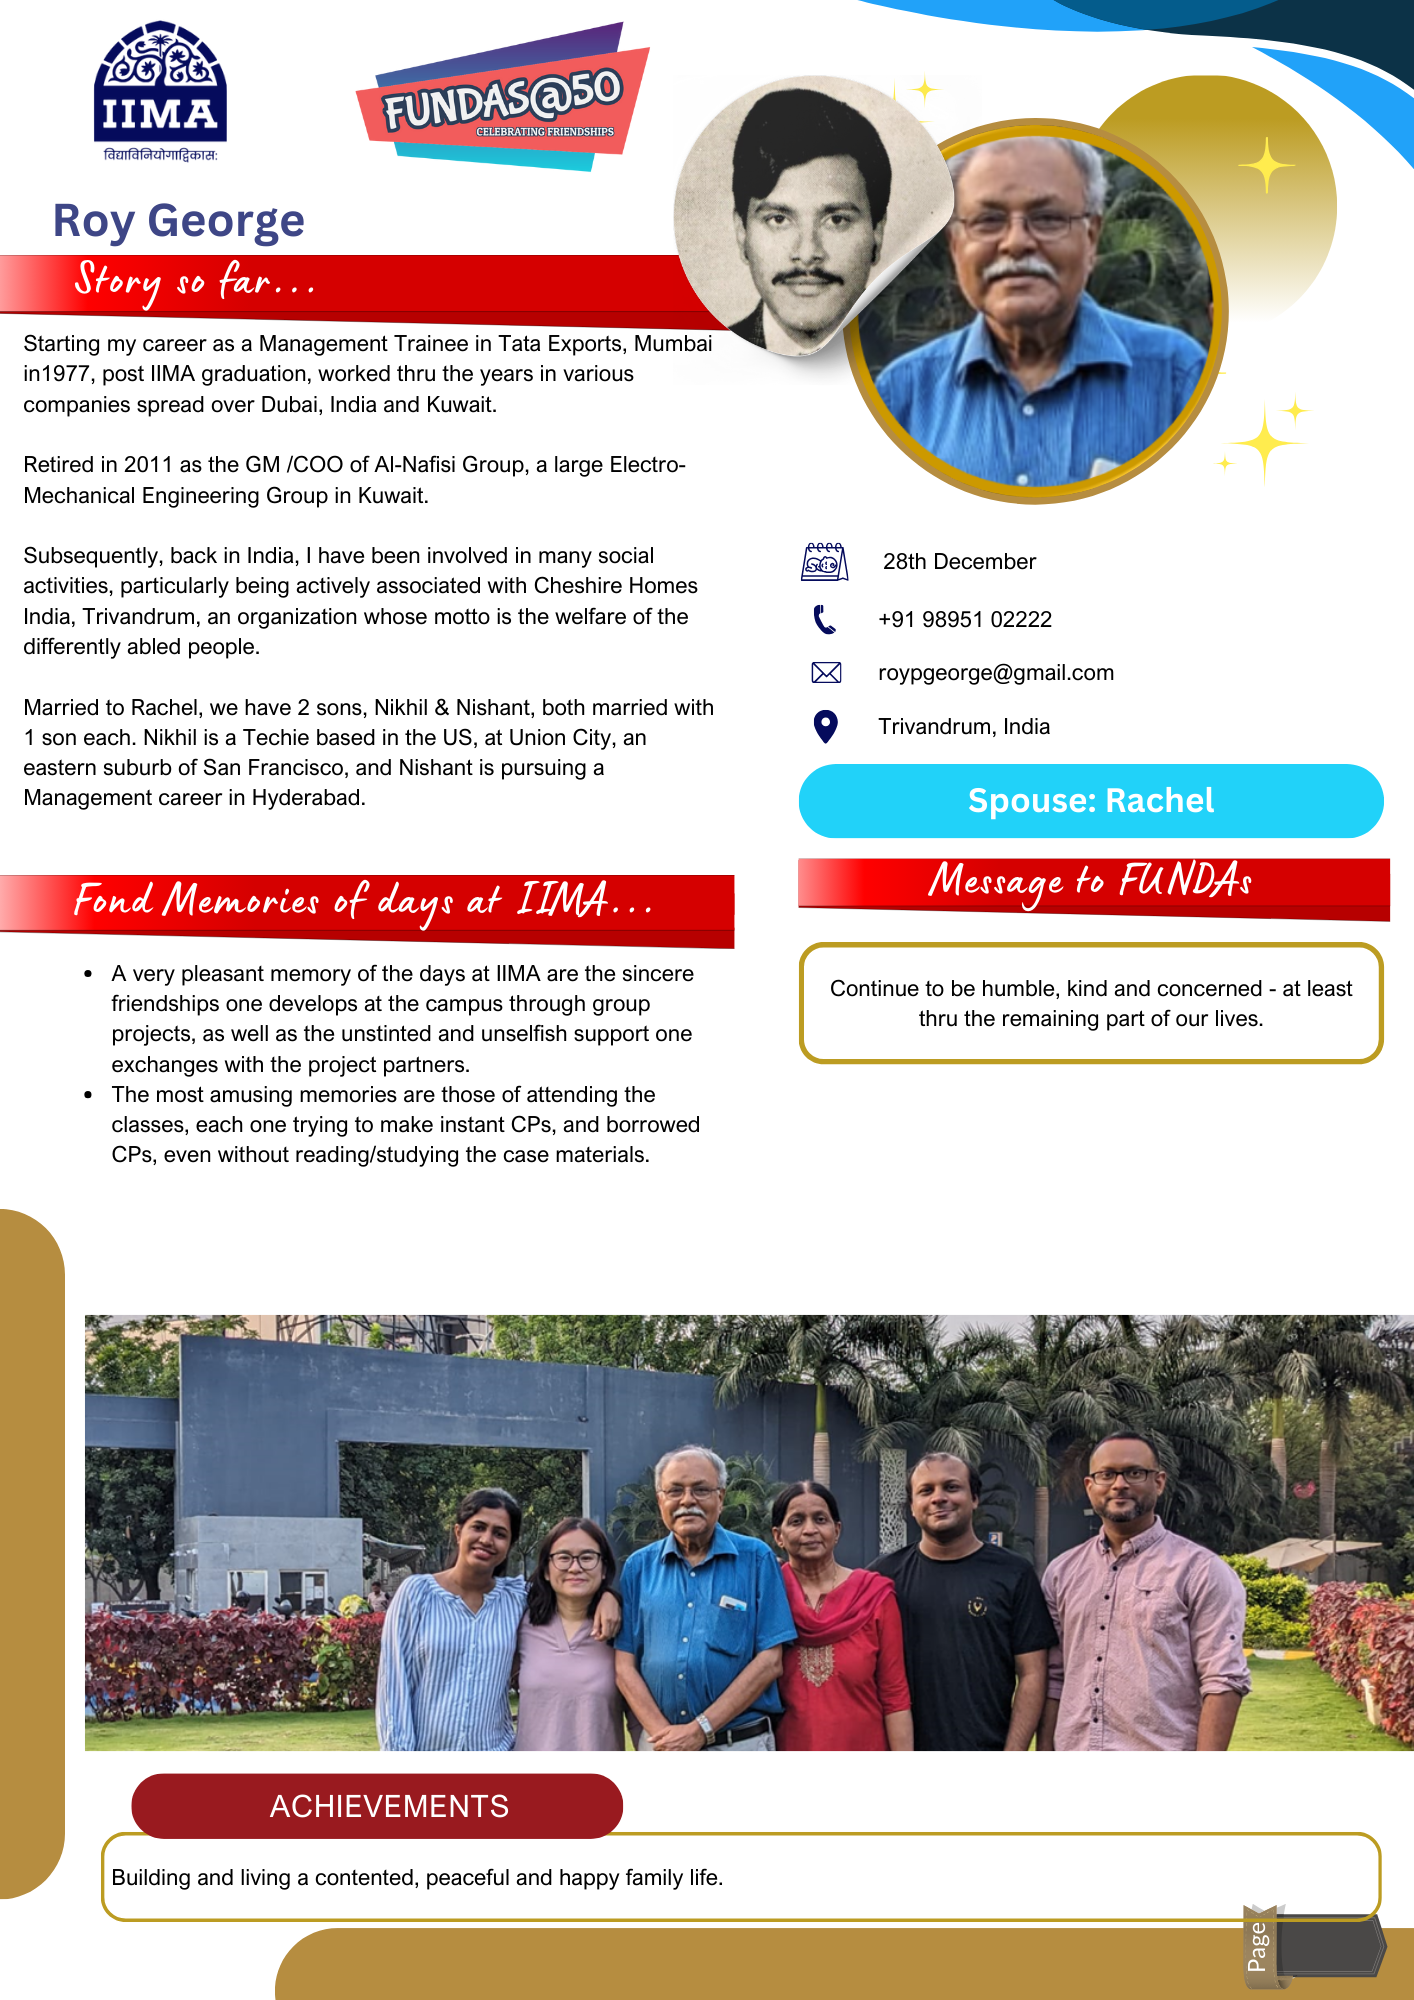 IIMA
विद्याविनियोगाद्विकास:
FUNDAS@50
CELEBRATING FRIENDSHIPS
Roy George
Story so far...
Starting my career as a Management Trainee in Tata Exports, Mumbai
in1977, post IIMA graduation, worked thru the years in various
companies spread over Dubai, India and Kuwait.
Retired in 2011 as the GM /COO of Al-Nafisi Group, a large Electro-
Mechanical Engineering Group in Kuwait.
Subsequently, back in India, I have been involved in many social
activities, particularly being actively associated with Cheshire Homes
India, Trivandrum, an organization whose motto is the welfare of the
differently abled people.
Married to Rachel, we have 2 sons, Nikhil & Nishant, both married with
1 son each. Nikhil is a Techie based in the US, at Union City, an
eastern suburb of San Francisco, and Nishant is pursuing a
Management career in Hyderabad.
28th December
+91 98951 02222
roypgeorge@gmail.com
Trivandrum, India
Spouse: Rachel
Fond Memories of days at IIMA...
• A very pleasant memory of the days at IIMA are the sincere
friendships one develops at the campus through group
projects, as well as the unstinted and unselfish support one
exchanges with the project partners.
• The most amusing memories are those of attending the
classes, each one trying to make instant CPs, and borrowed
CPs, even without reading/studying the case materials.
Message to FUNDAs
Continue to be humble, kind and concerned - at least
thru the remaining part of our lives.
ACHIEVEMENTS
Building and living a contented, peaceful and happy family life.
Page